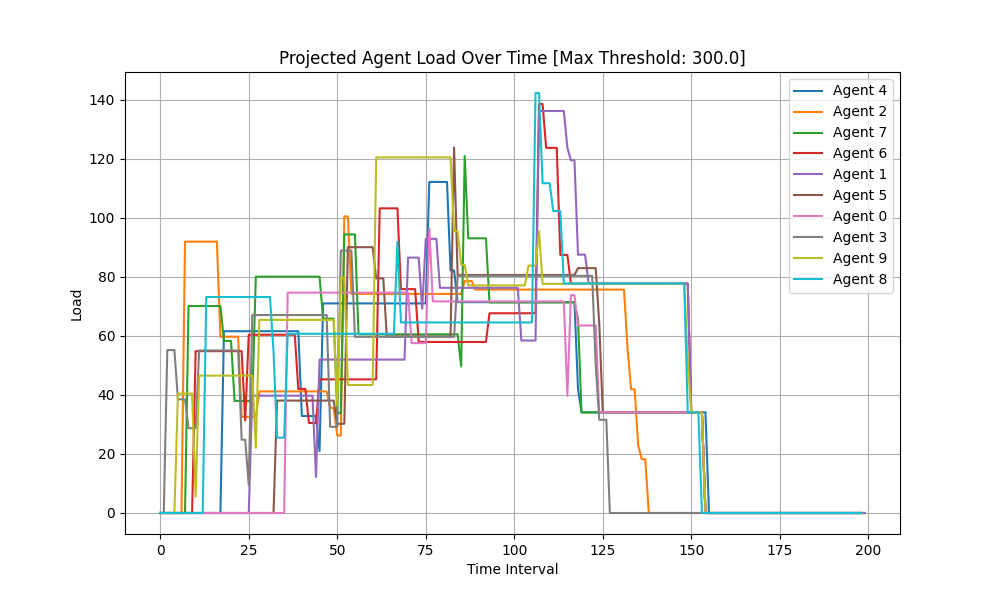 Projected Agent Load Over Time [Max Threshold: 300.0]
Load
140
120
100
80
60
40
20
0
0
25
50
75
100
125
150
175
200
Time Interval
Agent 4
Agent 2
Agent 7
Agent 6
Agent 1
Agent 5
Agent 0
Agent 3
Agent 9
Agent 8